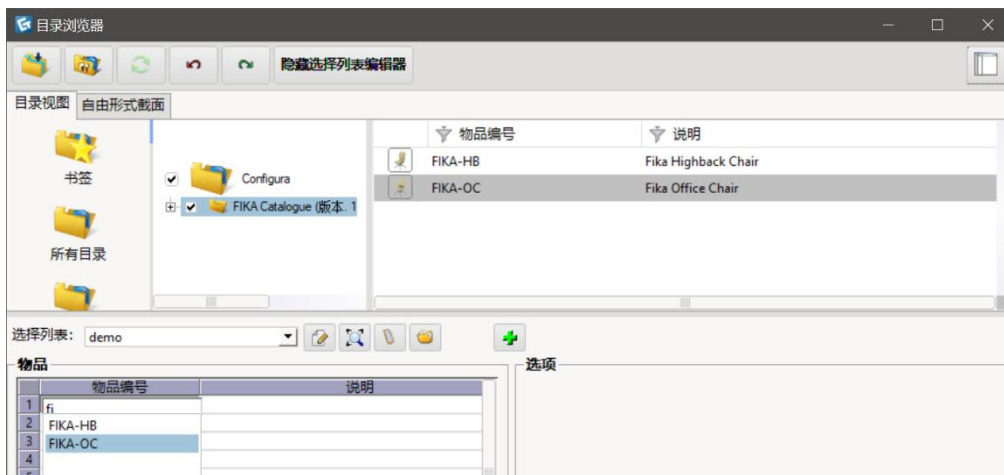 目录浏览器
隐藏选择列表编辑器
目录视图 自由形式截面
书签
所有目录
Configura
FIKA Catalogue (版本. 1
物品编号 说明
FIKA-HB Fika Highback Chair
FIKA-OC Fika Office Chair
选择列表: demo
物品
物品编号 说明
1 fi
2 FIKA-HB
3 FIKA-OC
4
5
选项